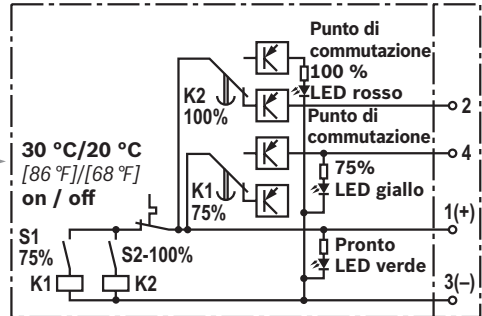 Punto di
commutazione
100 %
LED rosso
K2
100%
2
Punto di
commutazione
4
30 °C/20 °C
[86 °F]/[68 °F]
on / off
75%
LED giallo
K1
75%
1(+)
S1
75%
S2-100%
Pronto
LED verde
K1
K2
3(–)